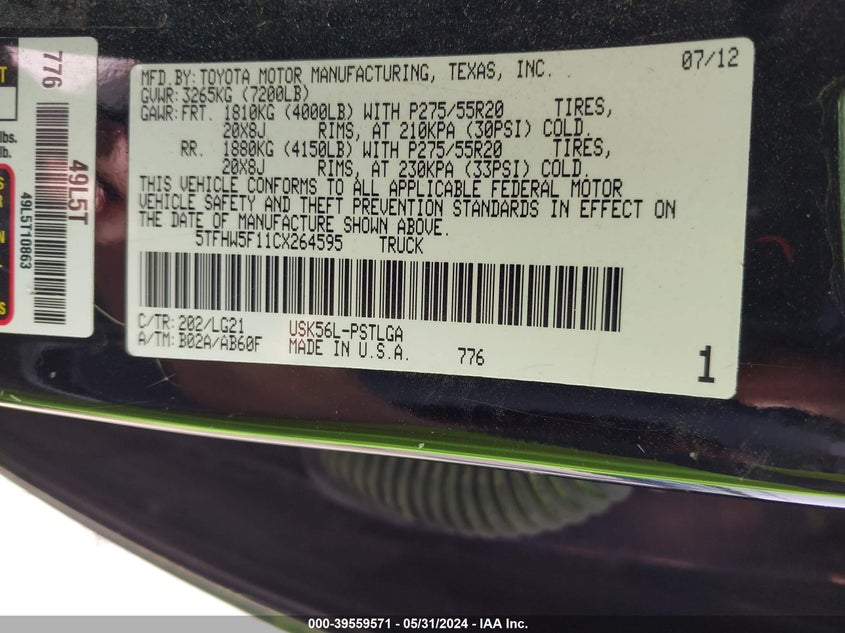 T
776
lbs.
lb.
49L5T
49L5T10863
S
R
N
S
MFD.BY:TOYOTA MOTOR MANUFACTURING, TEXAS, INC. 07/12
GVWR:3265KG (7200LB)
GAWR:FRT. 1810KG (4000LB) WITH P275/55R20 TIRES,
20X8J RIMS, AT 210KPA (30PSI) COLD.
RR. 1880KG (4150LB) WITH P275/55R20 TIRES,
20X8J RIMS, AT 230KPA (33PSI) COLD.
THIS VEHICLE CONFORMS TO ALL APPLICABLE FEDERAL MOTOR
VEHICLE SAFETY AND THEFT PREVENTION STANDARDS IN EFFECT ON
THE DATE OF MANUFACTURE SHOWN ABOVE.
5TFHW5F11CX264595 TRUCK
C/TR:202/LG21 USK56L-PSTLGA
A/TM:B02A/AB60F MADE IN U.S.A. 776 1
000-39559571 — 05/31/2024 — IAA Inc.